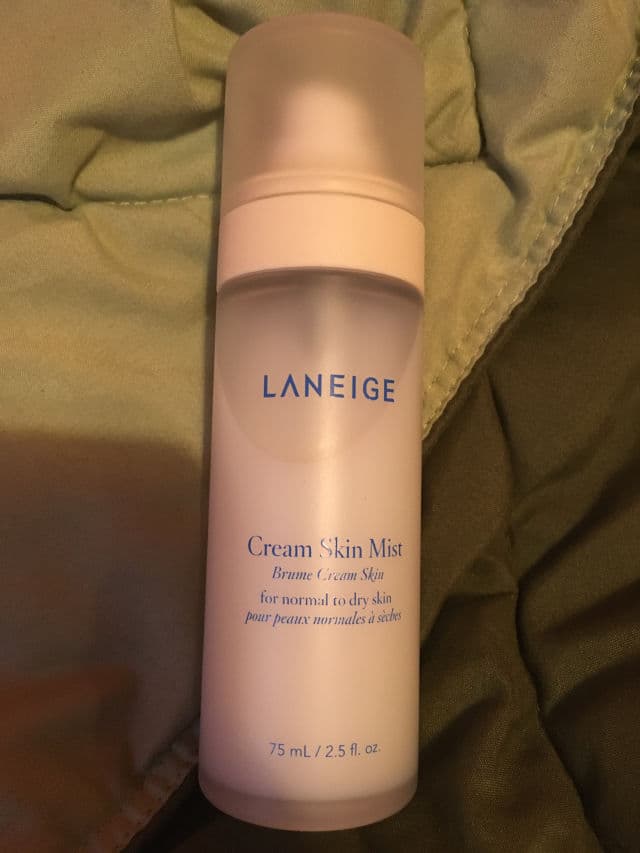 LANEIGE
Cream Skin Mist
Brume Cream Skin
for normal to dry skin
pour peaux normales à sèches
75 mL / 2.5 fl. oz.